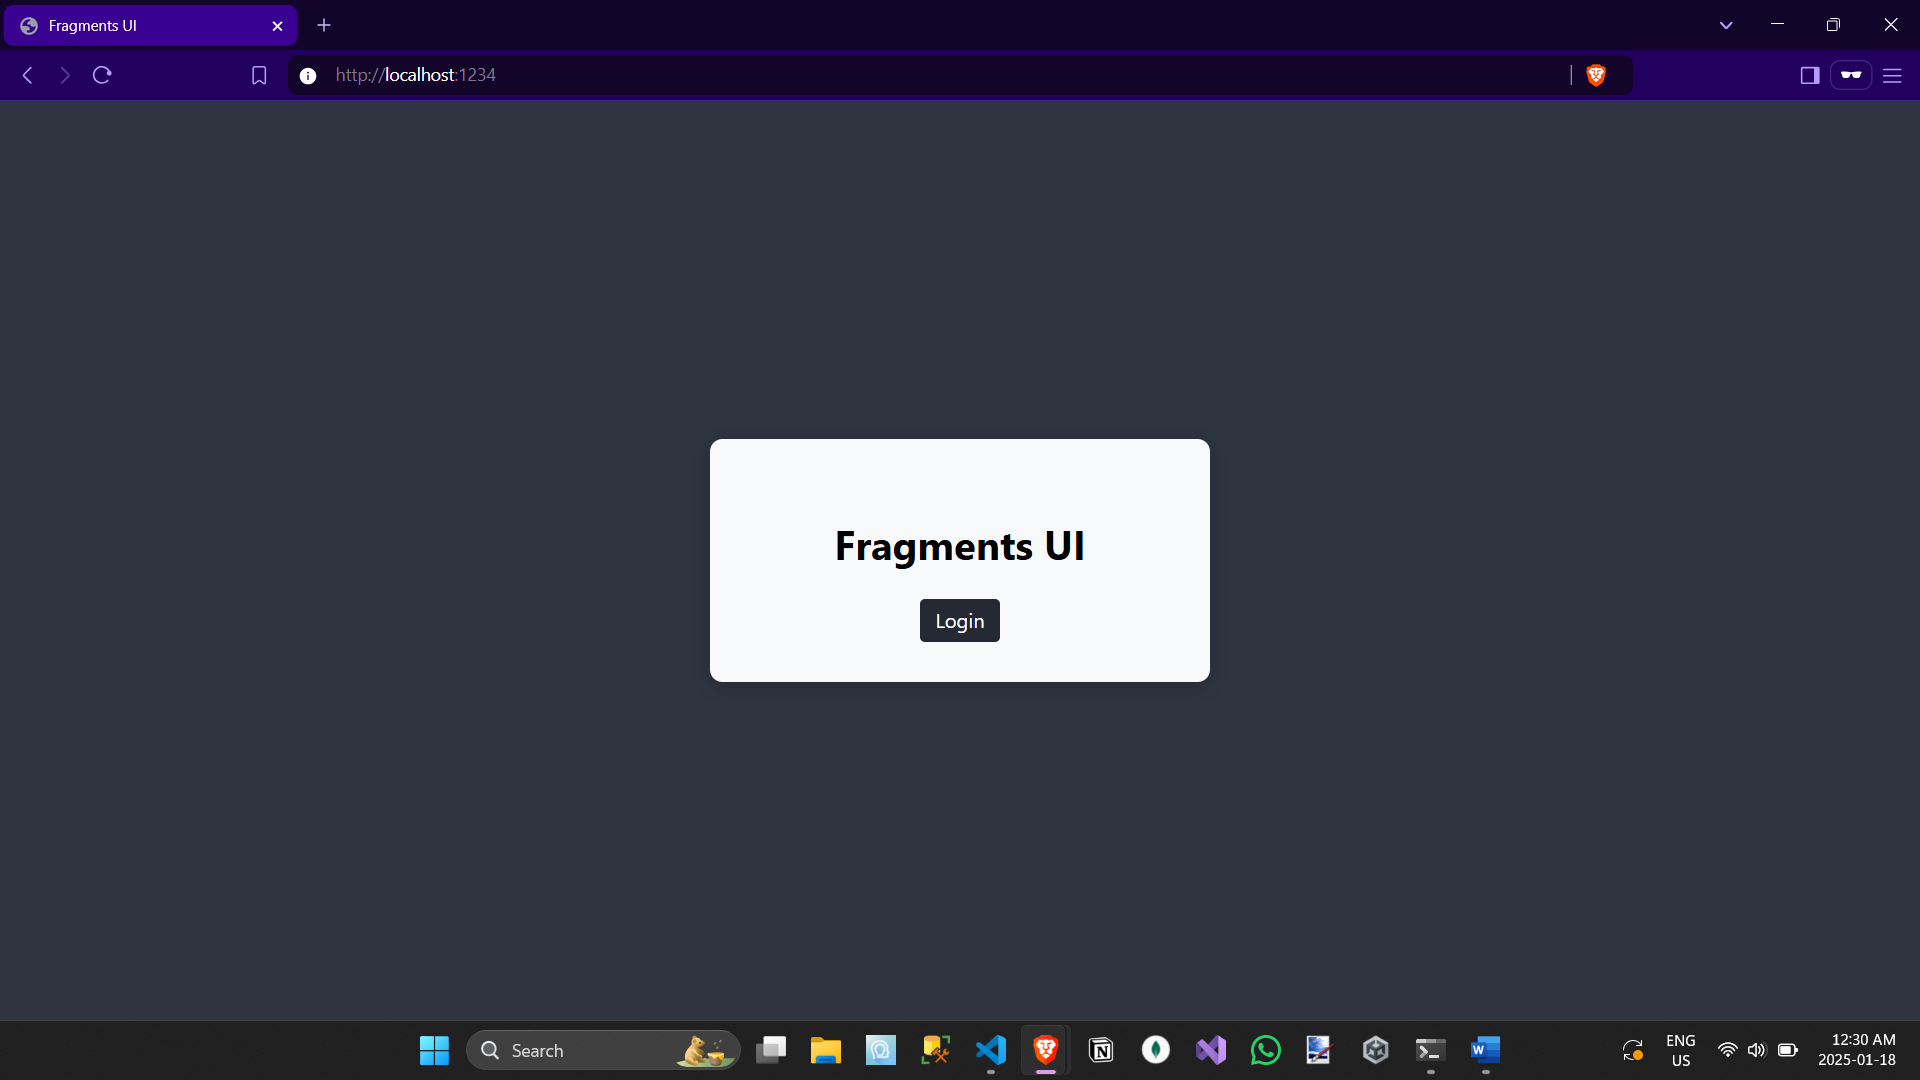 Fragments UI
http://localhost:1234
Fragments UI
Login
Search
ENG
US
12:30 AM
2025-01-18